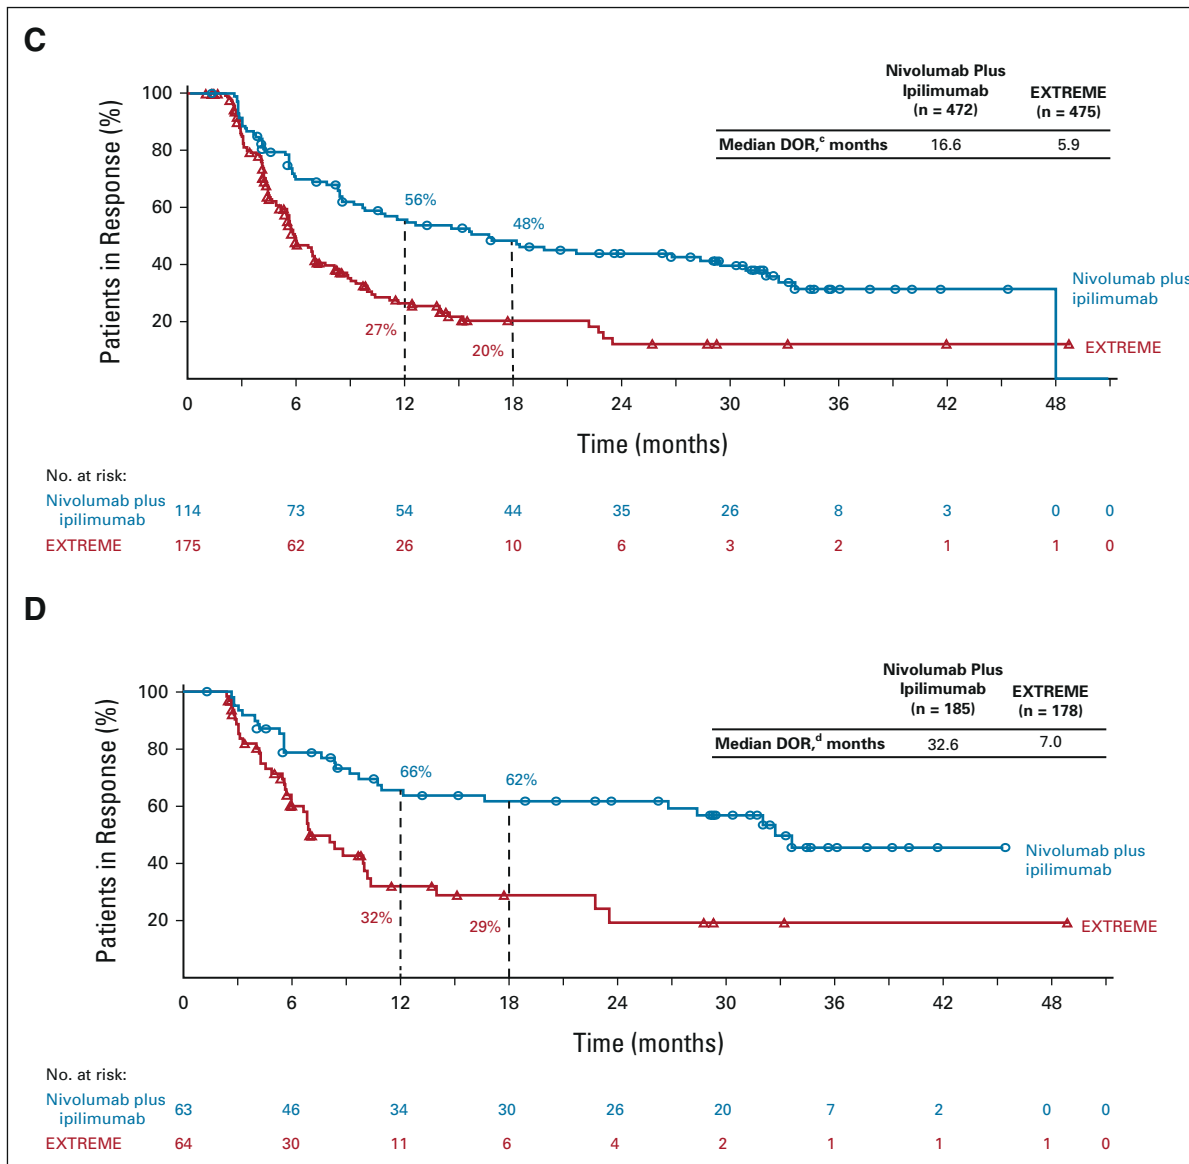 C
Nivolumab Plus
Ipilimumab
(n = 472)
EXTREME
(n = 475)
Median DOR,c months 16.6 5.9
Patients in Response (%)
100
80
60
40
20
56%
48%
27%
20%
Nivolumab plus
ipilimumab
EXTREME
0 6 12 18 24 30 36 42 48
Time (months)
No. at risk:
Nivolumab plus
ipilimumab 114 73 54 44 35 26 8 3 0 0
EXTREME 175 62 26 10 6 3 2 1 1 0
D
Nivolumab Plus
Ipilimumab
(n = 185)
EXTREME
(n = 178)
Median DOR,d months 32.6 7.0
Patients in Response (%)
100
80
60
40
20
66%
62%
32%
29%
Nivolumab plus
ipilimumab
EXTREME
0 6 12 18 24 30 36 42 48
Time (months)
No. at risk:
Nivolumab plus
ipilimumab 63 46 34 30 26 20 7 2 0 0
EXTREME 64 30 11 6 4 2 1 1 1 0